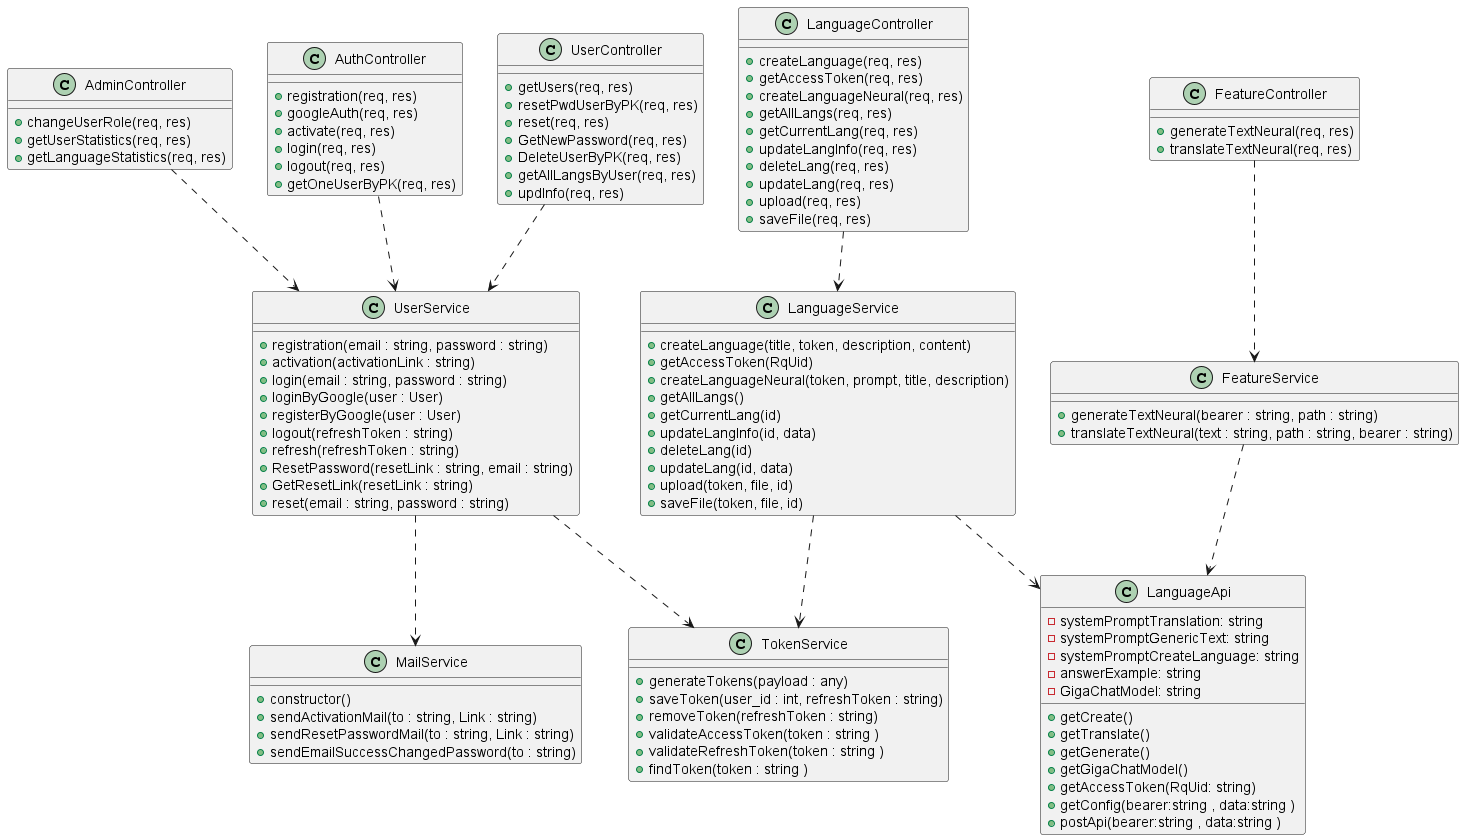 C AdminController
changeUserRole(req, res)
getUserStatistics(req, res)
getLanguageStatistics(req, res)
C AuthController
registration(req, res)
googleAuth(req, res)
activate(req, res)
login(req, res)
logout(req, res)
getOneUserByPK(req, res)
C UserController
getUsers(req, res)
resetPwdUserByPK(req, res)
reset(req, res)
GetNewPassword(req, res)
DeleteUserByPK(req, res)
getAllLangsByUser(req, res)
updInfo(req, res)
C LanguageController
createLanguage(req, res)
getAccessToken(req, res)
createLanguageNeural(req, res)
getAllLangs(req, res)
getCurrentLang(req, res)
updateLangInfo(req, res)
deleteLang(req, res)
updateLang(req, res)
upload(req, res)
saveFile(req, res)
C FeatureController
generateTextNeural(req, res)
translateTextNeural(req, res)
C UserService
registration(email : string, password : string)
activation(activationLink : string)
login(email : string, password : string)
loginByGoogle(user : User)
registerByGoogle(user : User)
logout(refreshToken : string)
refresh(refreshToken : string)
ResetPassword(resetLink : string, email : string)
GetResetLink(resetLink : string)
reset(email : string, password : string)
C LanguageService
createLanguage(title, token, description, content)
getAccessToken(RqUid)
createLanguageNeural(token, prompt, title, description)
getAllLangs()
getCurrentLang(id)
updateLangInfo(id, data)
deleteLang(id)
updateLang(id, data)
upload(token, file, id)
saveFile(token, file, id)
C FeatureService
generateTextNeural(bearer : string, path : string)
translateTextNeural(text : string, path : string, bearer : string)
C MailService
constructor()
sendActivationMail(to : string, Link : string)
sendResetPasswordMail(to : string, Link : string)
sendEmailSuccessChangedPassword(to : string)
C TokenService
generateTokens(payload : any)
saveToken(user_id : int, refreshToken : string)
removeToken(refreshToken : string)
validateAccessToken(token : string )
validateRefreshToken(token : string )
findToken(token : string )
C LanguageApi
systemPromptTranslation: string
systemPromptGenericText: string
systemPromptCreateLanguage: string
answerExample: string
GigaChatModel: string
getCreate()
getTranslate()
getGenerate()
getGigaChatModel()
getAccessToken(RqUid: string)
getConfig(bearer:string , data:string )
postApi(bearer:string , data:string )